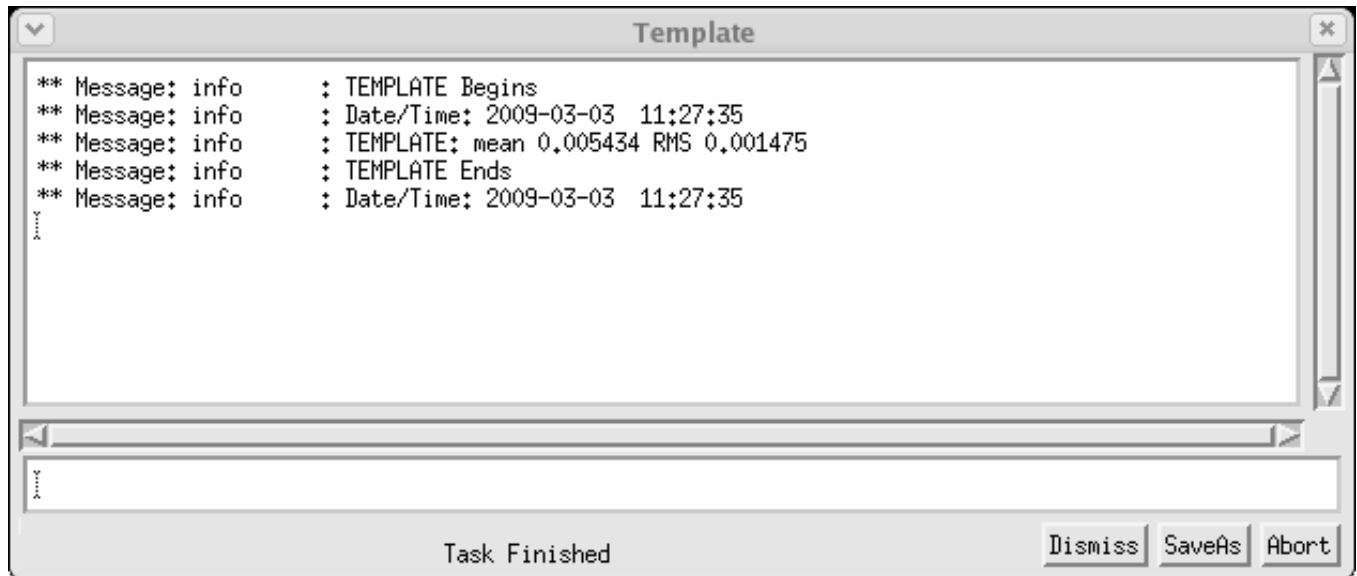 Template
** Message: info      : TEMPLATE Begins
** Message: info      : Date/Time: 2009-03-03  11:27:35
** Message: info      : TEMPLATE: mean 0.005434 RMS 0.001475
** Message: info      : TEMPLATE Ends
** Message: info      : Date/Time: 2009-03-03  11:27:35
Task Finished
Dismiss SaveAs Abort